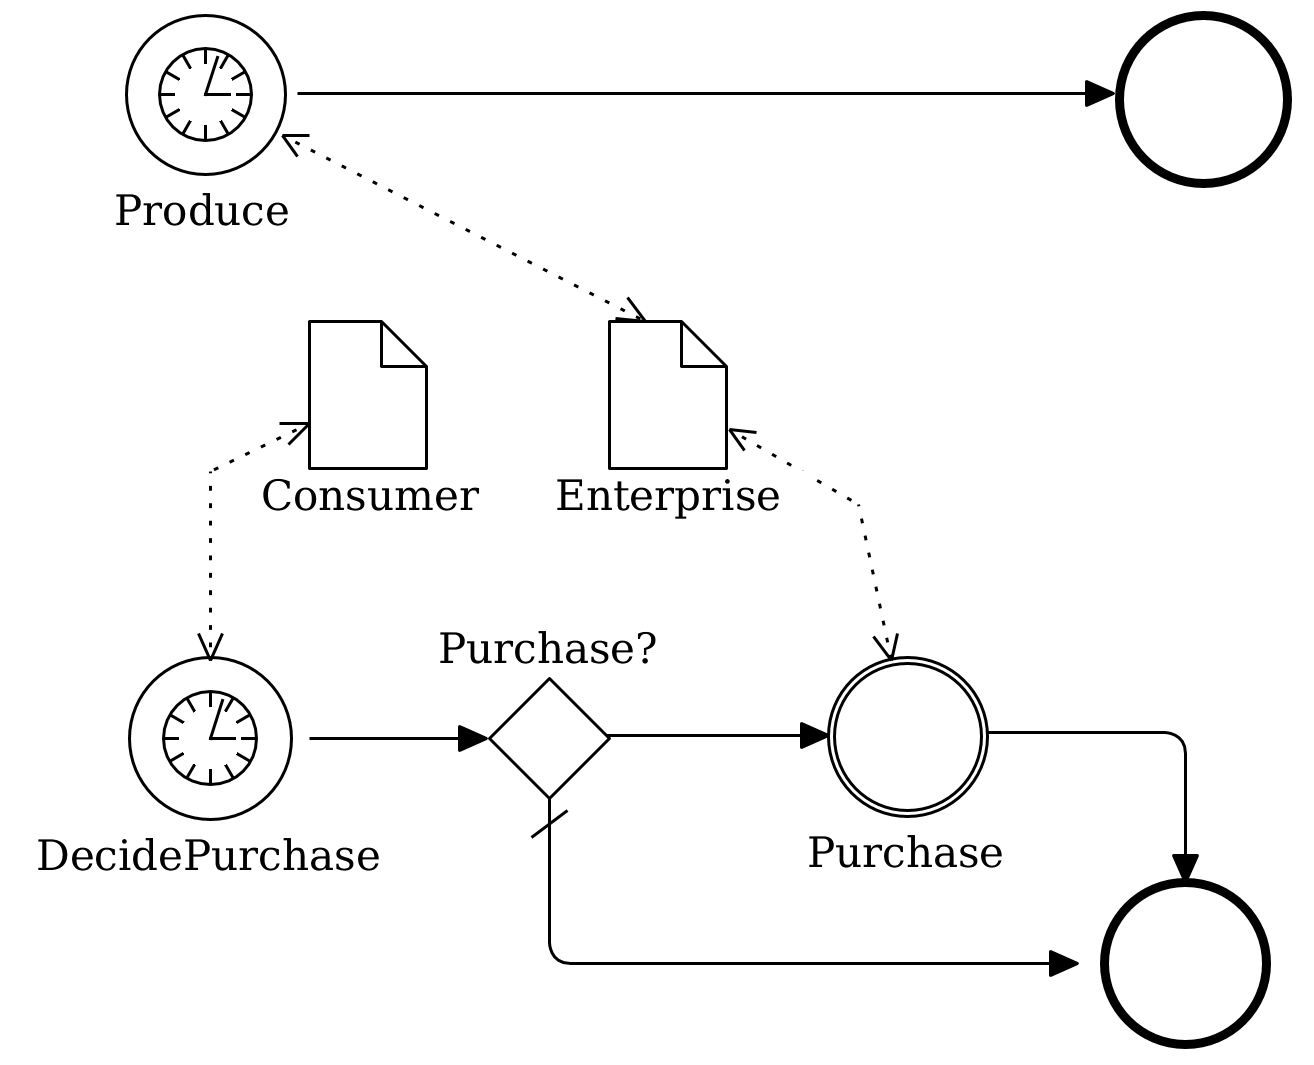 Produce
Consumer
Enterprise
Purchase?
DecidePurchase
Purchase